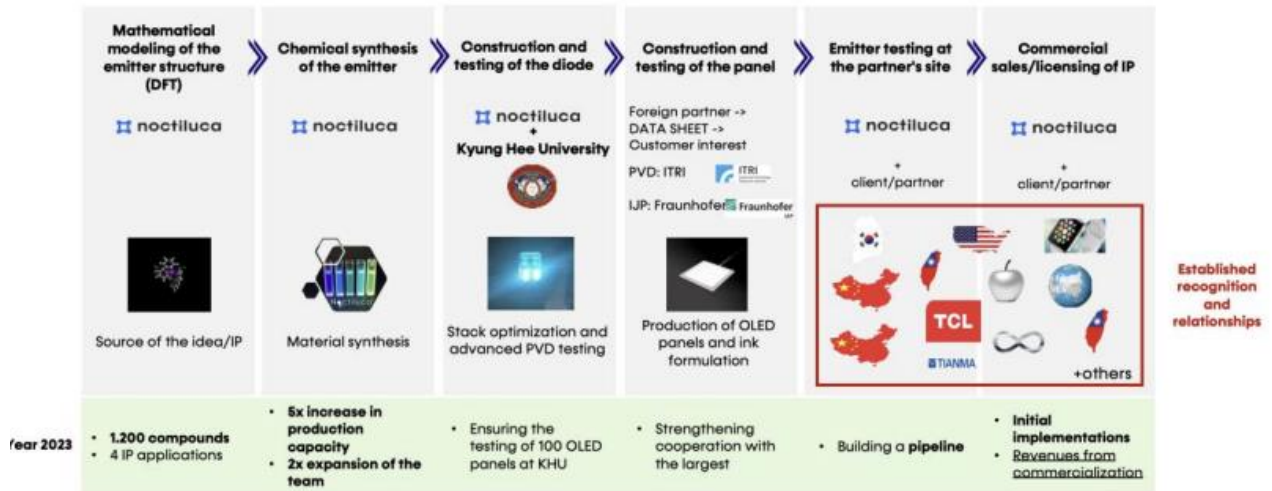 Mathematical
modeling of the
emitter structure
(DFT)
Chemical synthesis
of the emitter
Construction and
testing of the diode
Construction and
testing of the panel
Emitter testing at
the partner's site
Commercial
sales/licensing of IP
noctiluca
noctiluca
noctiluca
+
Kyung Hee University
Foreign partner ->
DATA SHEET ->
Customer interest
PVD: ITRI
ITRI
IJP: Fraunhofer
Fraunhofer
IAP
noctiluca
+
client/partner
noctiluca
+
client/partner
Noctiluca
TCL
TIANMA
+others
Established
recognition
and
relationships
Source of the idea/IP
Material synthesis
Stack optimization and
advanced PVD testing
Production of OLED
panels and ink
formulation
Year 2023
• 1.200 compounds
• 4 IP applications
• 5x increase in
production
capacity
• 2x expansion of the
team
• Ensuring the
testing of 100 OLED
panels at KHU
• Strengthening
cooperation with
the largest
• Building a pipeline
• Initial
implementations
• Revenues from
commercialization